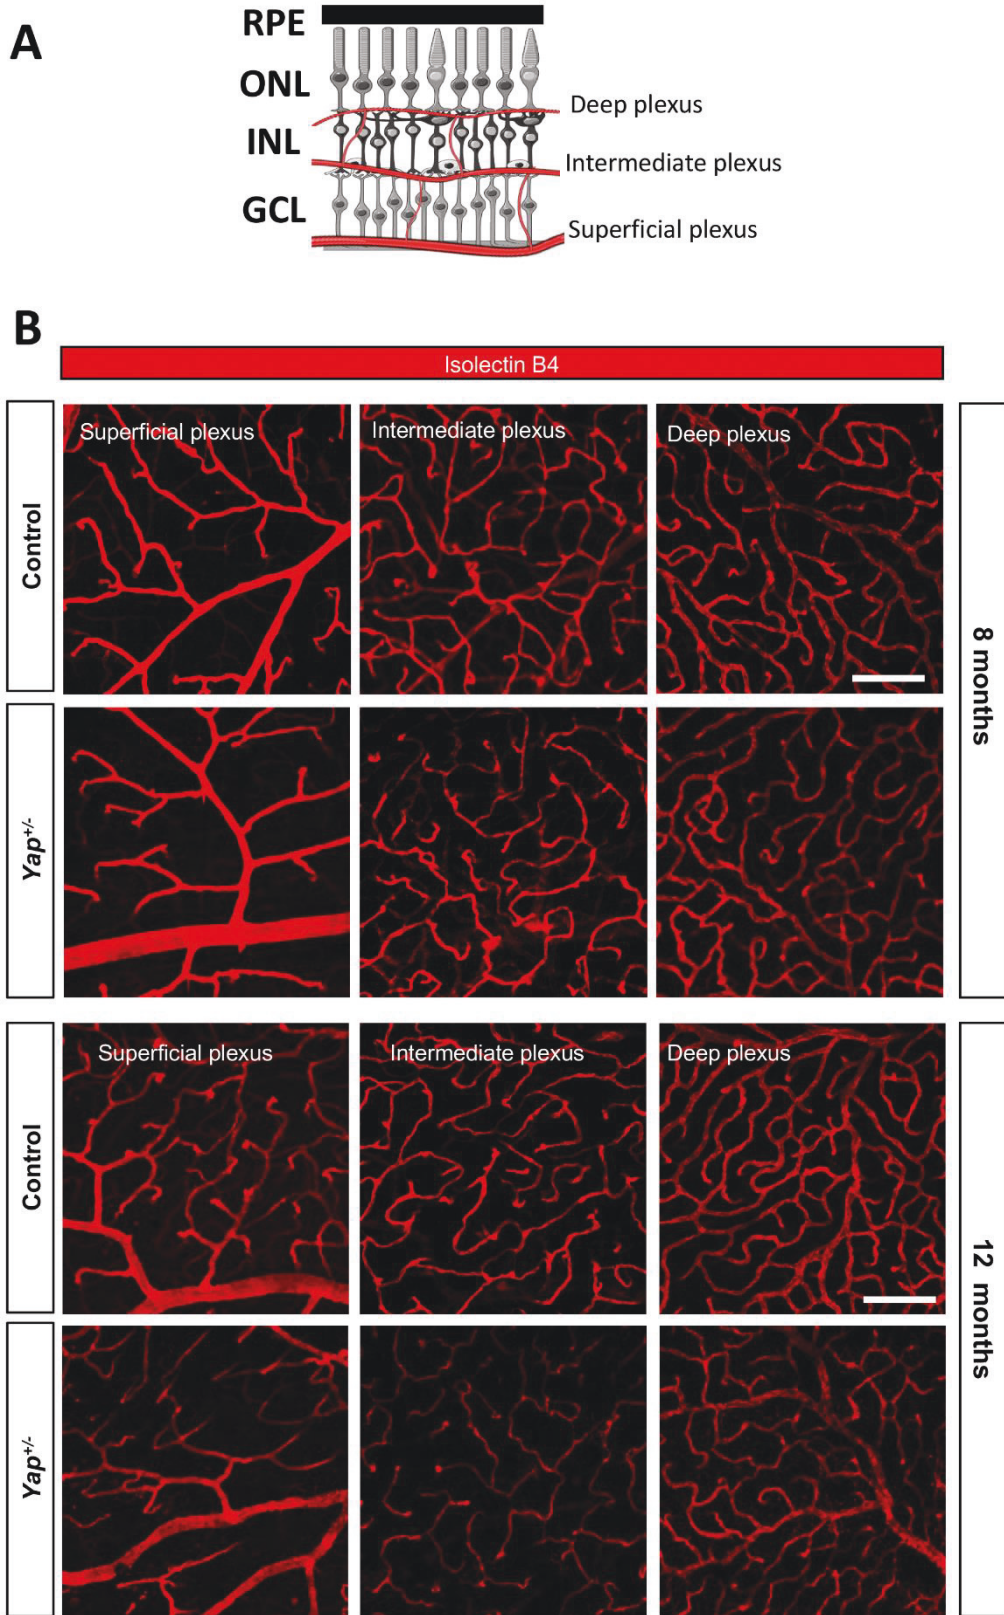 A
RPE
ONL
INL
GCL
Deep plexus
Intermediate plexus
Superficial plexus
B
Isolectin B4
Control
Superficial plexus
Intermediate plexus
Deep plexus
8 months
Yap+/-
Control
Superficial plexus
Intermediate plexus
Deep plexus
12 months
Yap+/-